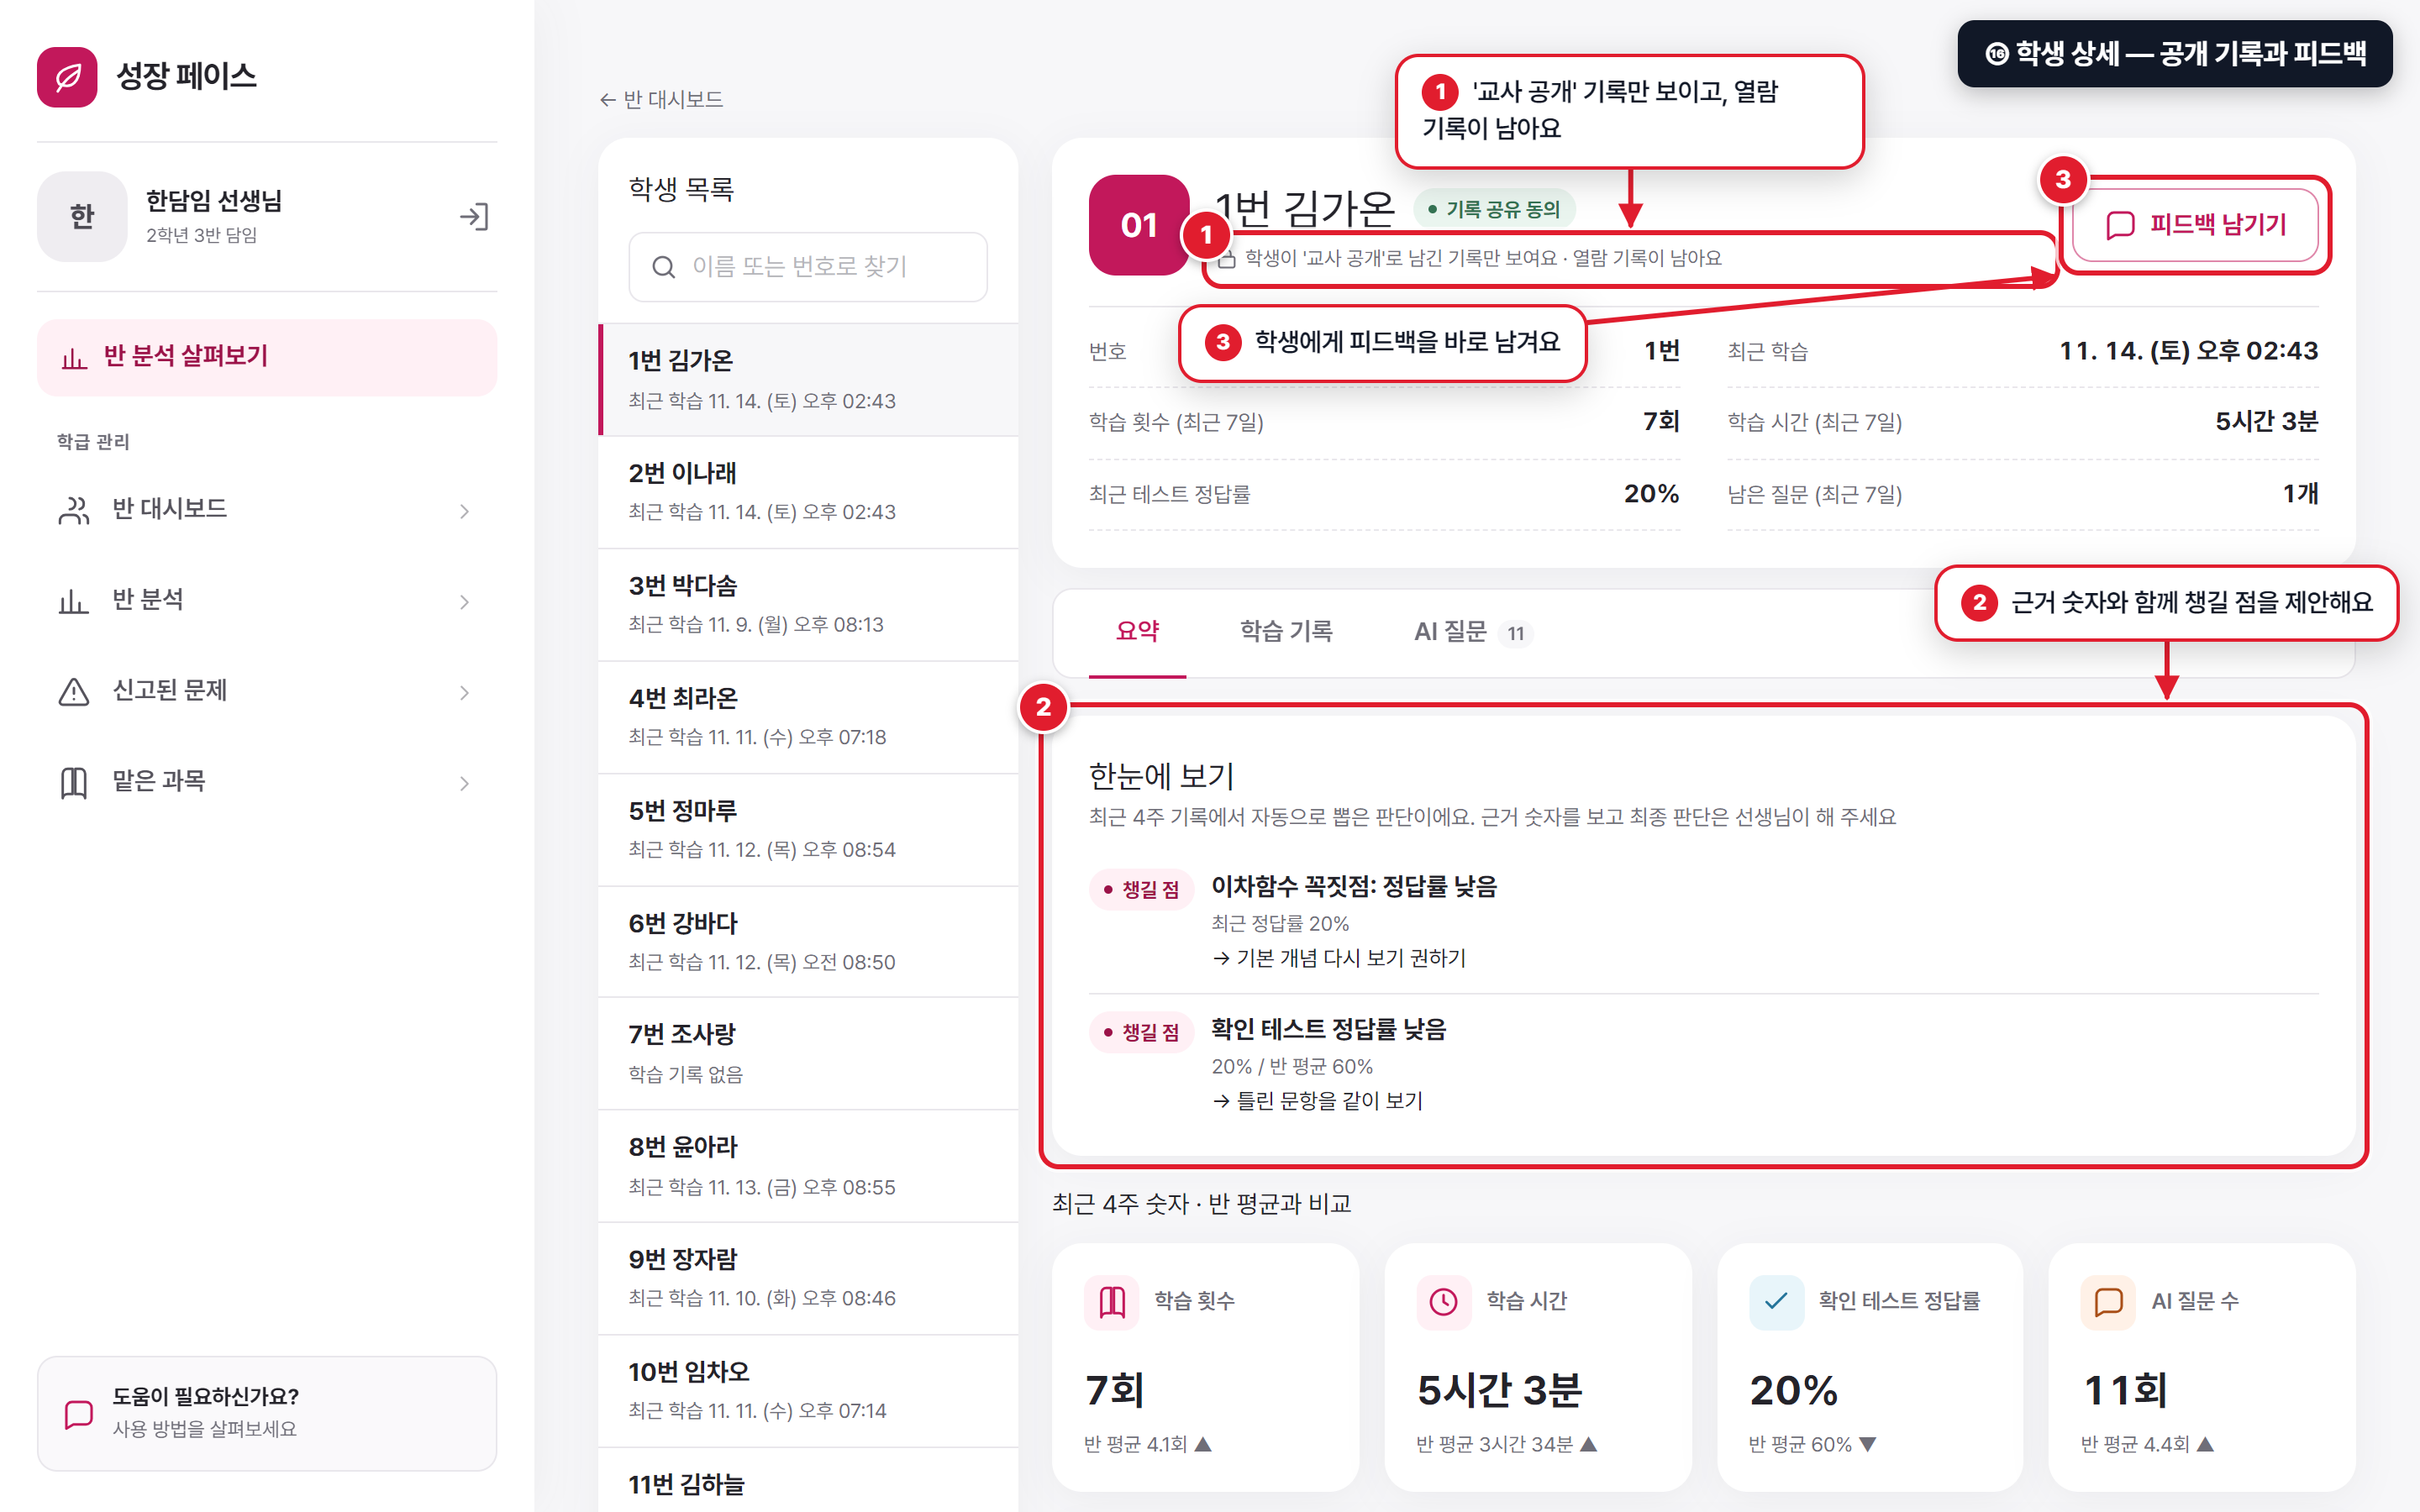 성장 페이스
한
한담임 선생님
2학년 3반 담임
반 분석 살펴보기
학급 관리
반 대시보드
반 분석
신고된 문제
맡은 과목
도움이 필요하신가요?
사용 방법을 살펴보세요
⑯ 학생 상세 — 공개 기록과 피드백
← 반 대시보드
학생 목록
이름 또는 번호로 찾기
1번 김가온
최근 학습 11. 14. (토) 오후 02:43
2번 이나래
최근 학습 11. 14. (토) 오후 02:43
3번 박다솜
최근 학습 11. 9. (월) 오후 08:13
4번 최라온
최근 학습 11. 11. (수) 오후 07:18
5번 정마루
최근 학습 11. 12. (목) 오후 08:54
6번 강바다
최근 학습 11. 12. (목) 오전 08:50
7번 조사랑
학습 기록 없음
8번 윤아라
최근 학습 11. 13. (금) 오후 08:55
9번 장자람
최근 학습 11. 10. (화) 오후 08:46
10번 임차오
최근 학습 11. 11. (수) 오후 07:14
11번 김하늘
1 '교사 공개' 기록만 보이고, 열람
기록이 남아요
01
1번 김가온
기록 공유 동의
1
학생이 '교사 공개'로 남긴 기록만 보여요 · 열람 기록이 남아요
3
피드백 남기기
3 학생에게 피드백을 바로 남겨요
번호 1번
최근 학습 11. 14. (토) 오후 02:43
학습 횟수 (최근 7일) 7회
학습 시간 (최근 7일) 5시간 3분
최근 테스트 정답률 20%
남은 질문 (최근 7일) 1개
2 근거 숫자와 함께 챙길 점을 제안해요
요약 학습 기록 AI 질문 11
2
한눈에 보기
최근 4주 기록에서 자동으로 뽑은 판단이에요. 근거 숫자를 보고 최종 판단은 선생님이 해 주세요
챙길 점 이차함수 꼭짓점: 정답률 낮음
최근 정답률 20%
→ 기본 개념 다시 보기 권하기
챙길 점 확인 테스트 정답률 낮음
20% / 반 평균 60%
→ 틀린 문항을 같이 보기
최근 4주 숫자 · 반 평균과 비교
학습 횟수
7회
반 평균 4.1회 ▲
학습 시간
5시간 3분
반 평균 3시간 34분 ▲
확인 테스트 정답률
20%
반 평균 60% ▼
AI 질문 수
11회
반 평균 4.4회 ▲